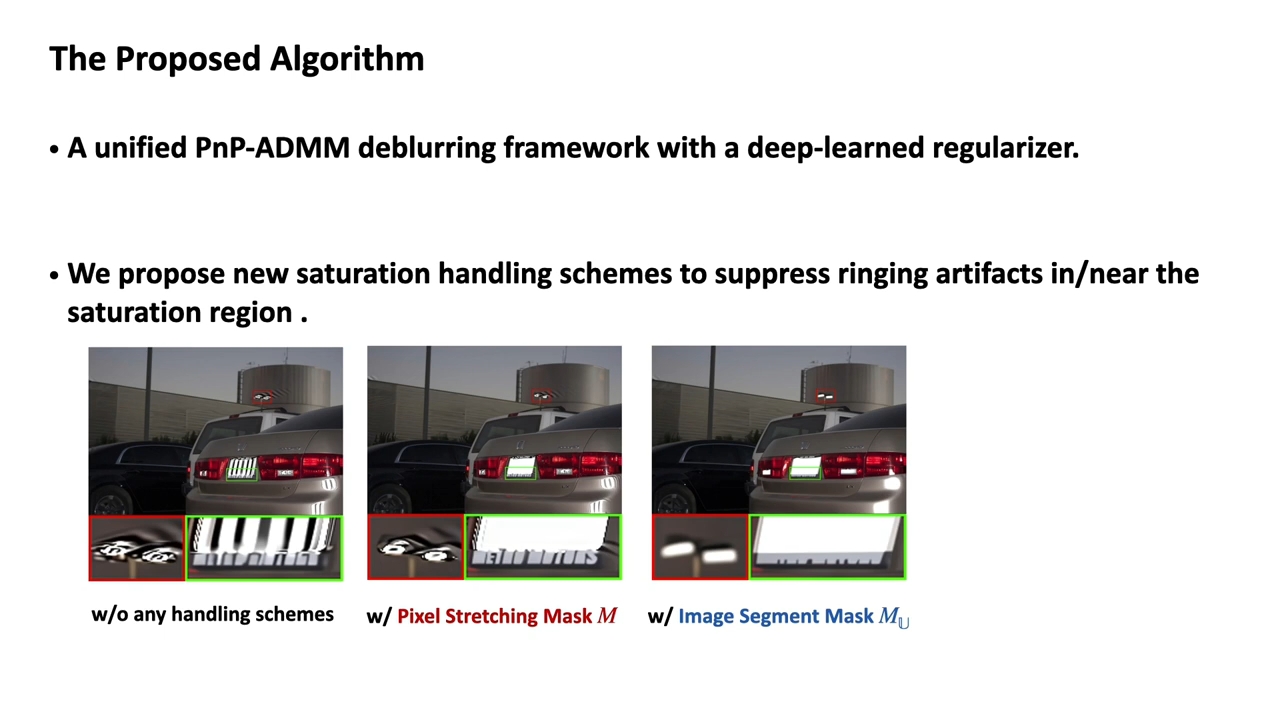 The Proposed Algorithm
• A unified PnP-ADMM deblurring framework with a deep-learned regularizer.
• We propose new saturation handling schemes to suppress ringing artifacts in/near the
saturation region .
w/o any handling schemes
w/ Pixel Stretching Mask M
w/ Image Segment Mask M𝕌